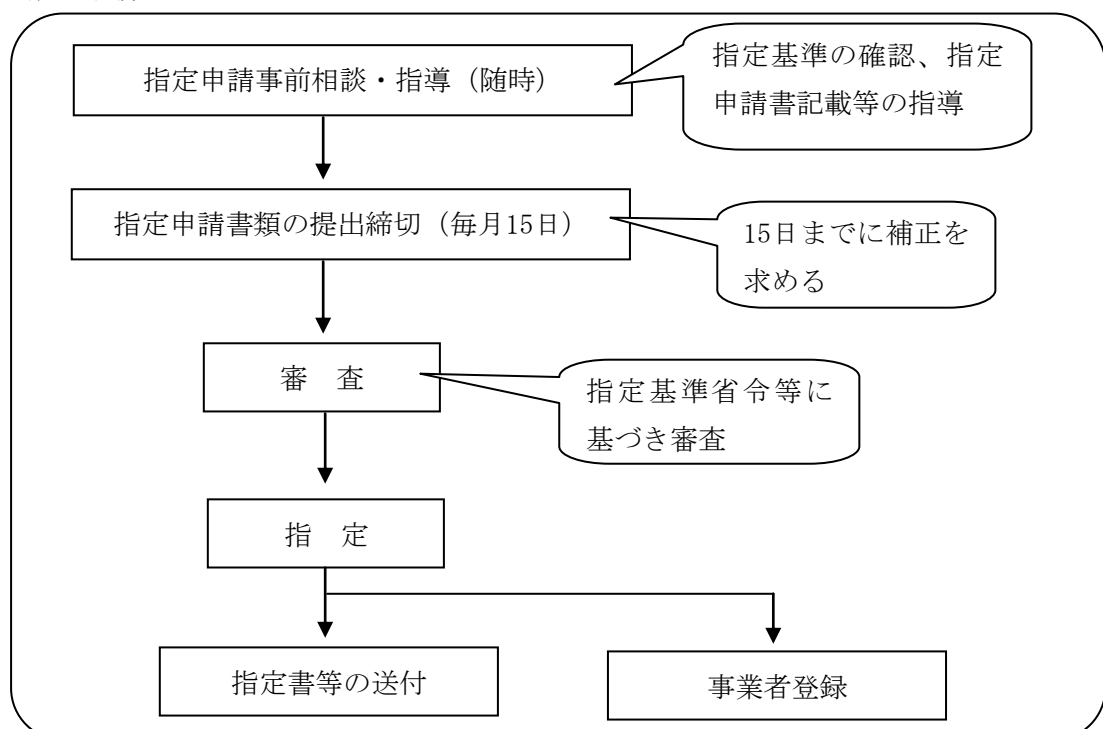 指定申請事前相談・指導（随時）
指定基準の確認、指定
申請書記載等の指導
指定申請書類の提出締切（毎月15日）
15日までに補正を
求める
審　査
指定基準省令等に
基づき審査
指　定
指定書等の送付
事業者登録